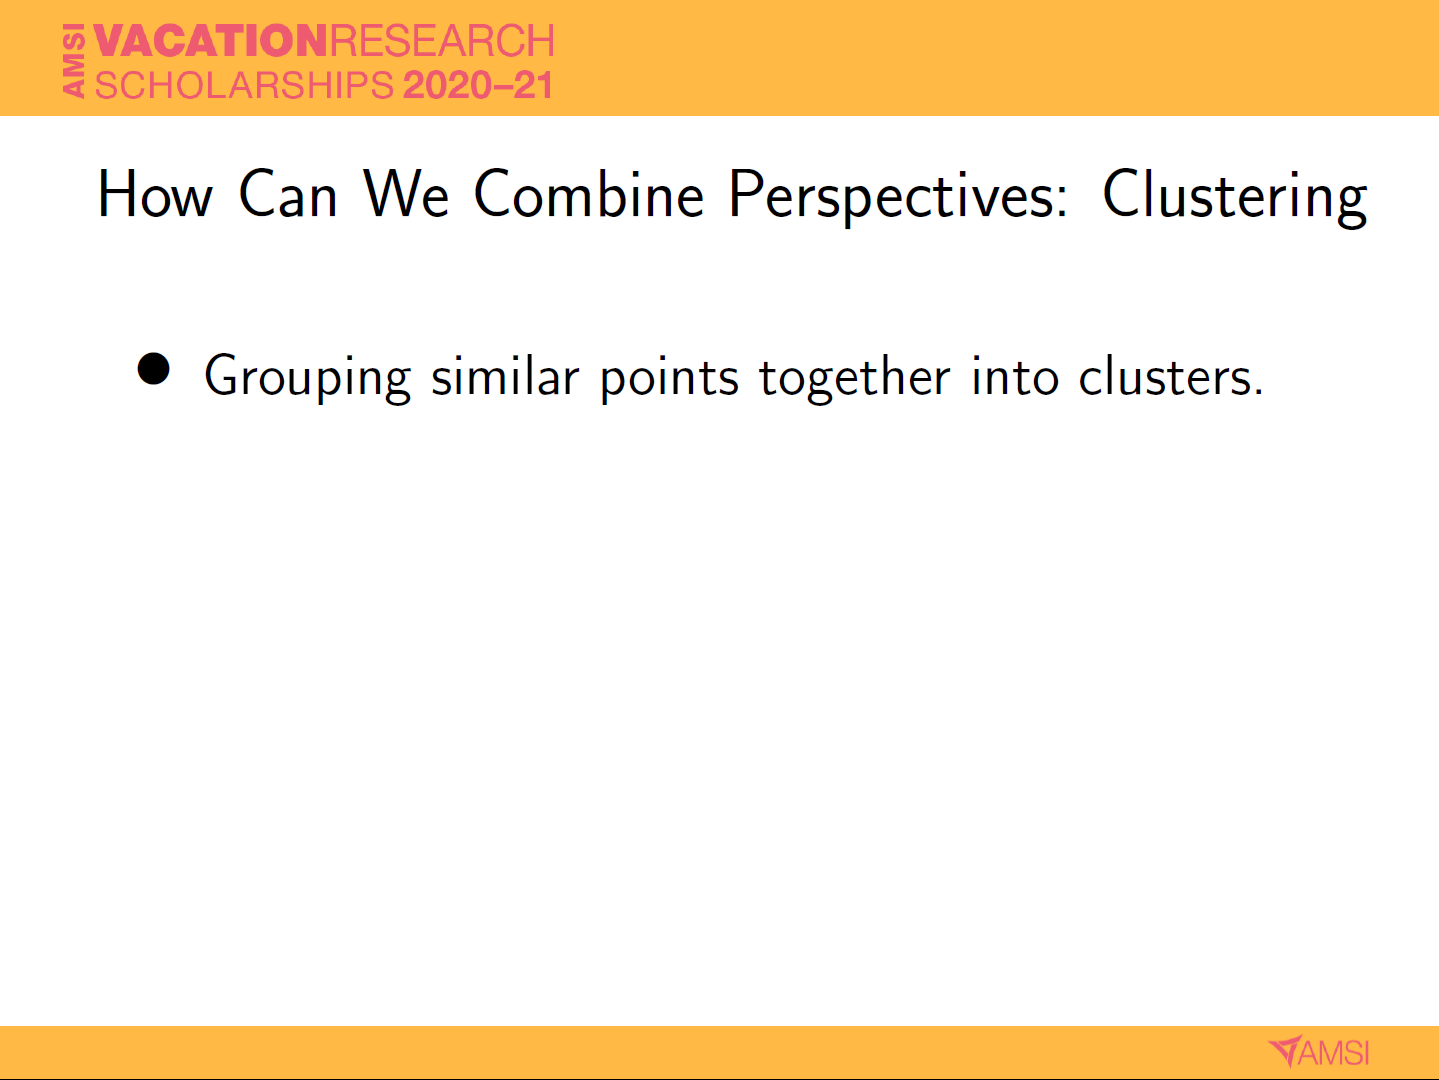 AMSI VACATIONRESEARCH
SCHOLARSHIPS 2020–21
How Can We Combine Perspectives: Clustering
● Grouping similar points together into clusters.
AMSI